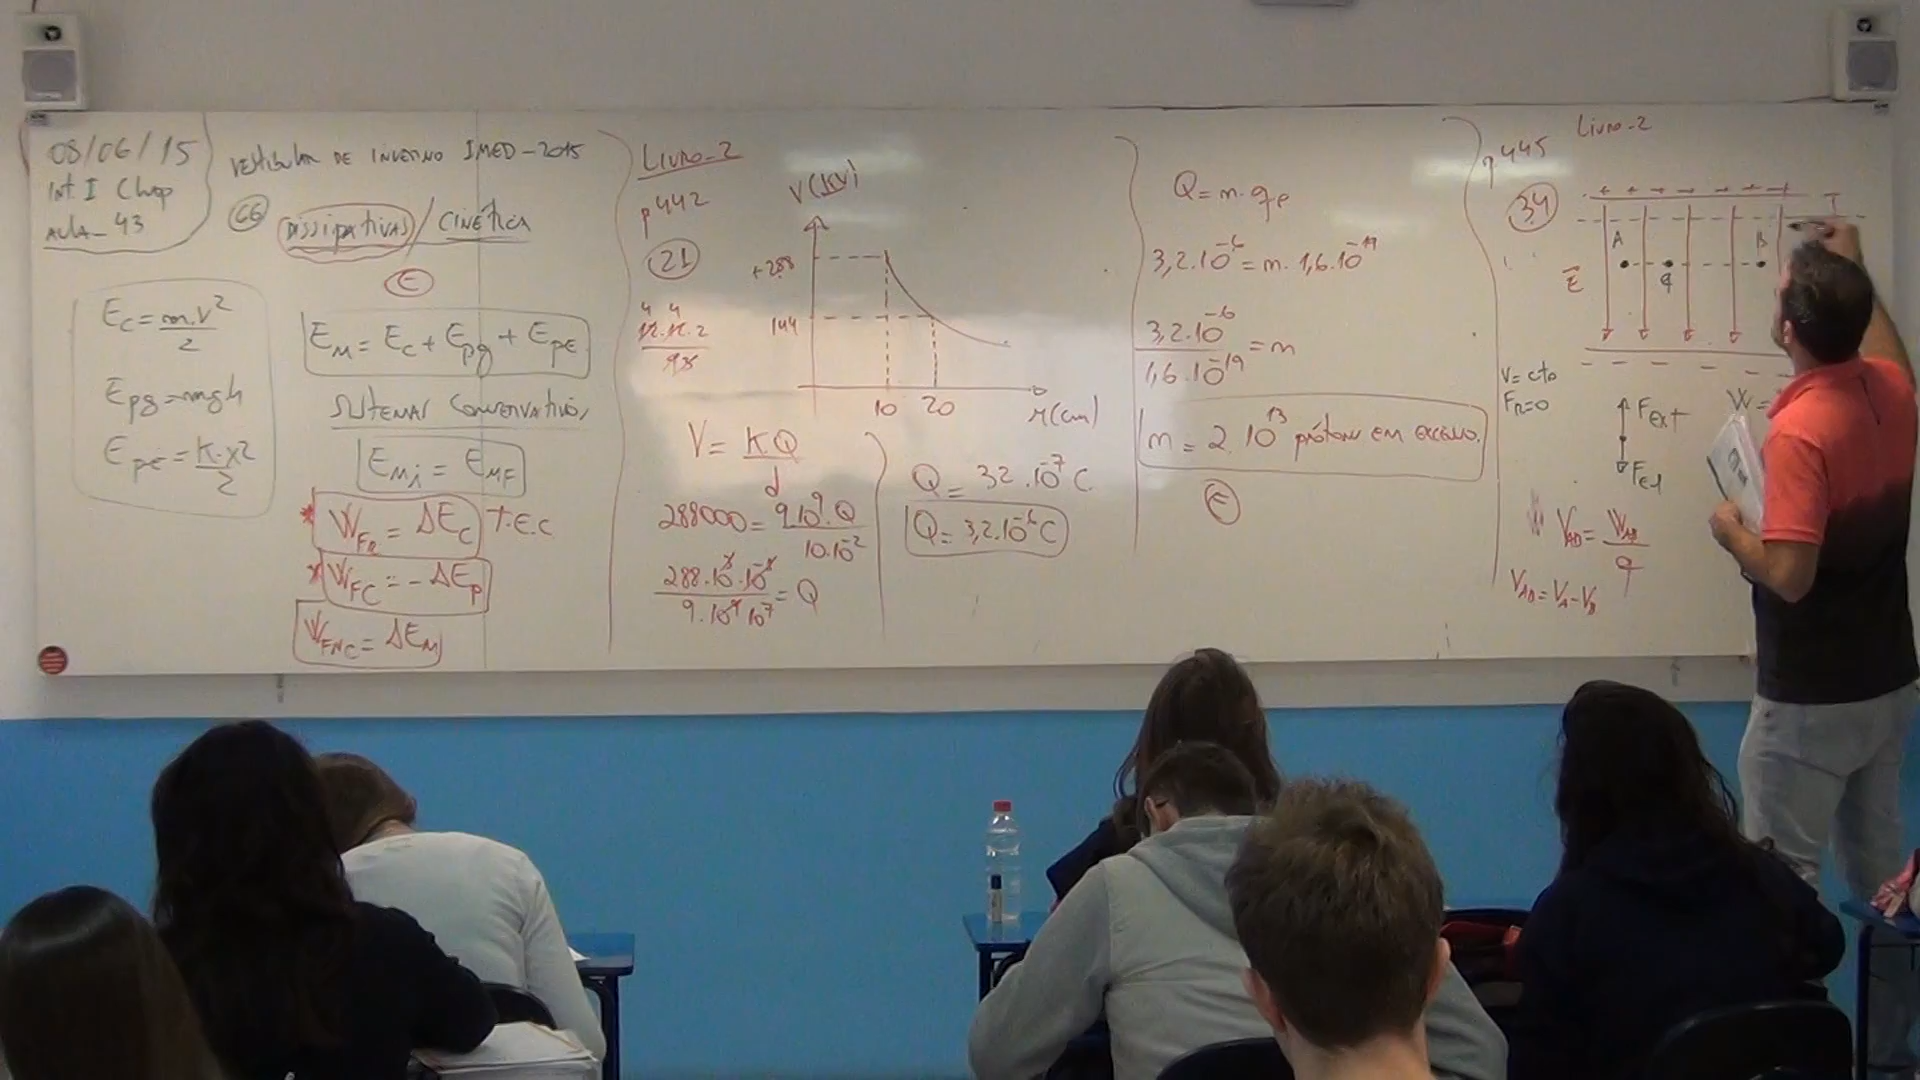 08/06/15
Int. I Chap
AULA_43
VESTIBULAR DE INVERNO IMED-2015
66
DISSIPATIVAS / CINÉTICA
E
Ec = m.v²/2
Epg = mgh
EpE = K.x²/2
EM = Ec + Epg + EpE
SISTEMAS CONSERVATIVOS
EMi = EMF
* WFR = ΔEc T.E.C
* WFC = -ΔEp
WFNC = ΔEM
LIVRO-2
p442
21
V(KV)
+288
144
10 20
r(cm)
V = K.Q/d
288000 = 9.10⁹.Q/10.10⁻²
Q = 32.10⁻⁷ C
Q = 3,2.10⁻⁶ C
Q = m.qp
3,2.10⁻⁶ = m.1,6.10⁻¹⁹
3,2.10⁻⁶/1,6.10⁻¹⁹ = m
m = 2.10¹³ prótons EM EXCESSO.
E
LIVRO-2
p445
34
+ + + + + + +
A B
E q
- - - - -
V = cte
FR = 0
FExt
FEl
W =
VAB = WAB/q
VAB = VA - VB